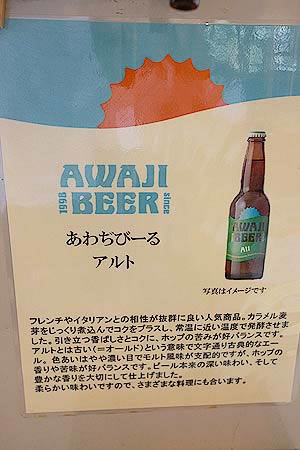 AWAJI
1998 BEER since
あわぢびーる
アルト
AWAJI
BEER
Alt
写真はイメージです
フレンチやイタリアンとの相性が抜群に良い人気商品。カラメル麦
芽をじっくり煮込んでコクをプラスし、常温に近い温度で発酵させま
した。引き立つ香ばしさとコクに、ホップの苦みが好バランスです。
アルトとは古い(=オールド)という意味で文字通り古典的なエー
ル。色あいはやや濃い目でモルト風味が支配的ですが、ホップの
香りや苦味が好バランスです。ビール本来の深い味わい、そして
豊かな香りを大切にして仕上げました。
柔らかい味わいですので、さまざまな料理にも合います。